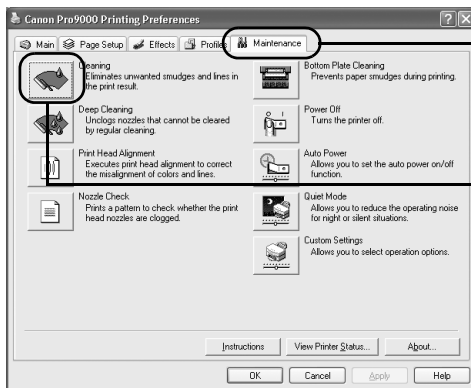 Canon Pro9000 Printing Preferences
Main Page Setup Effects Profiles Maintenance
Cleaning
Eliminates unwanted smudges and lines in
the print result.
Deep Cleaning
Unclogs nozzles that cannot be cleared
by regular cleaning.
Print Head Alignment
Executes print head alignment to correct
the misalignment of colors and lines.
Nozzle Check
Prints a pattern to check whether the print
head nozzles are clogged.
Bottom Plate Cleaning
Prevents paper smudges during printing.
Power Off
Turns the printer off.
Auto Power
Allows you to set the auto power on/off
function.
Quiet Mode
Allows you to reduce the operating noise
for night or silent situations.
Custom Settings
Allows you to select operation options.
Instructions View Printer Status... About...
OK Cancel Apply Help